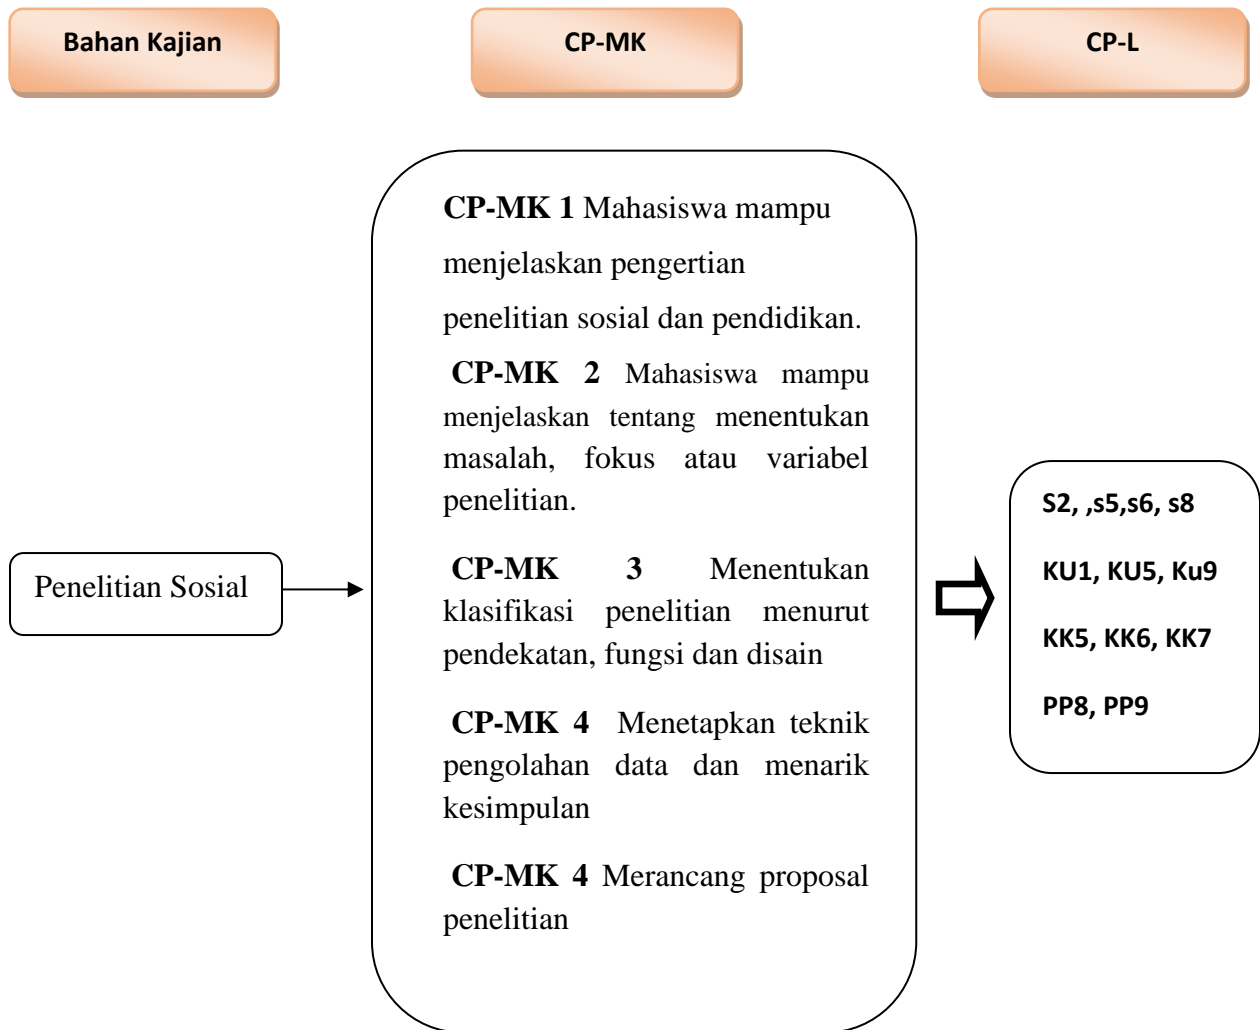 Bahan Kajian
CP-MK
CP-L
Penelitian Sosial
CP-MK 1 Mahasiswa mampu
menjelaskan pengertian
penelitian sosial dan pendidikan.
CP-MK 2 Mahasiswa mampu
menjelaskan tentang menentukan
masalah, fokus atau variabel
penelitian.
CP-MK 3 Menentukan
klasifikasi penelitian menurut
pendekatan, fungsi dan disain
CP-MK 4 Menetapkan teknik
pengolahan data dan menarik
kesimpulan
CP-MK 4 Merancang proposal
penelitian
S2, ,s5,s6, s8
KU1, KU5, Ku9
KK5, KK6, KK7
PP8, PP9